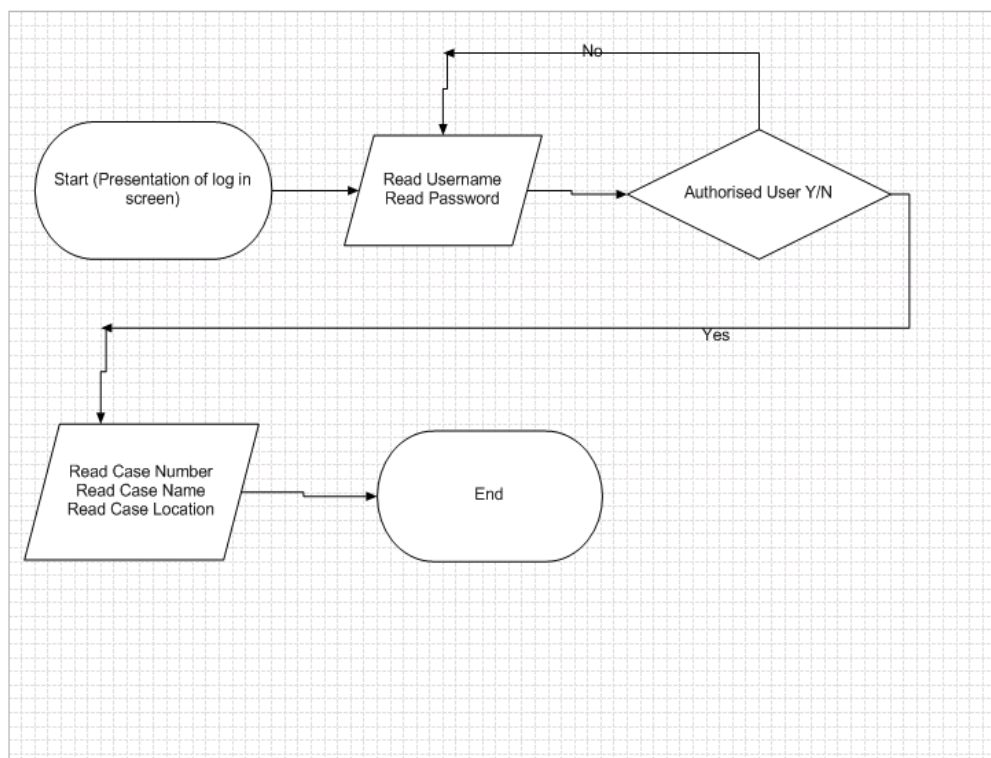 No
Start (Presentation of log in
screen)
Read Username
Read Password
Authorised User Y/N
Yes
Read Case Number
Read Case Name
Read Case Location
End